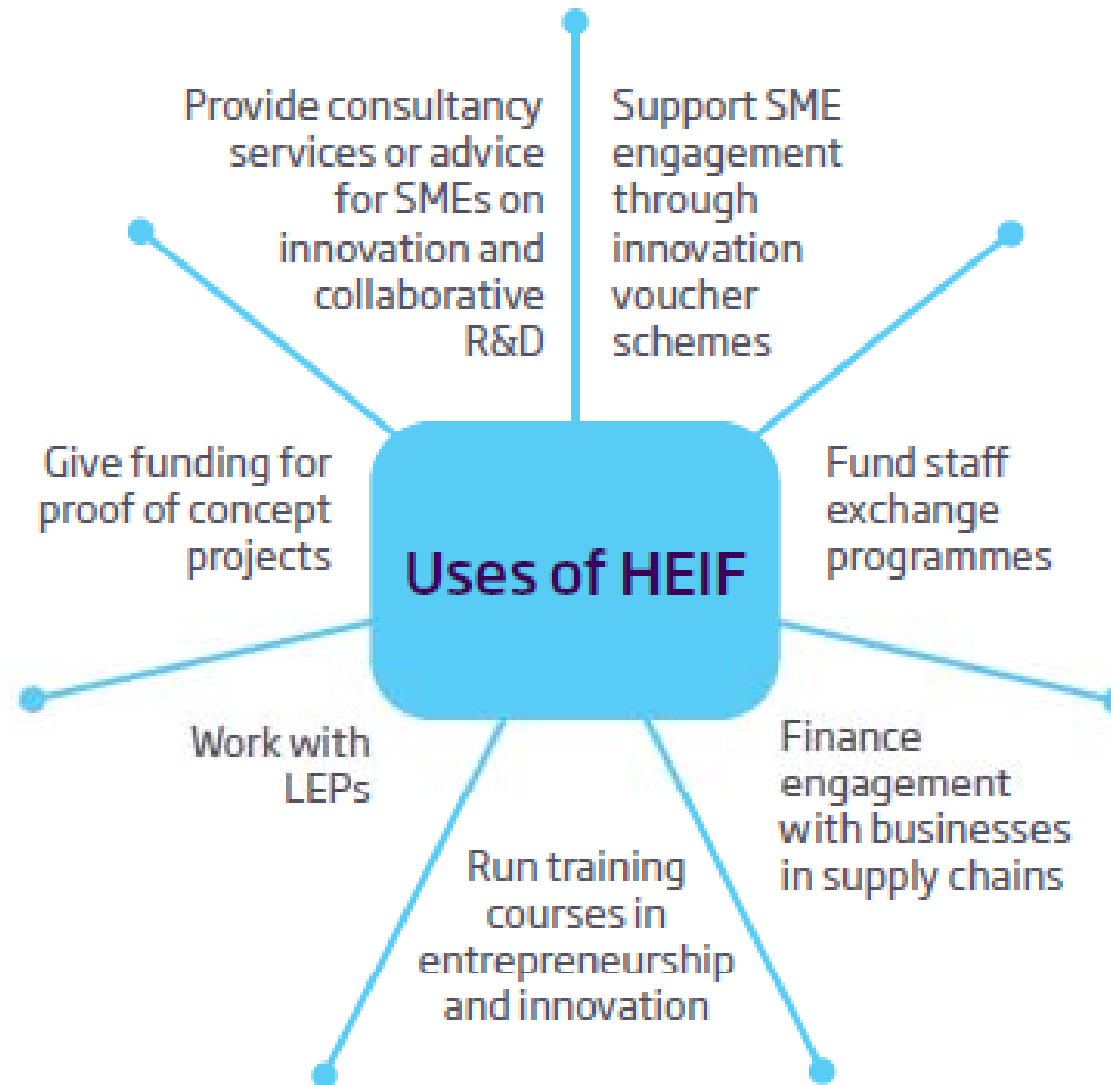 Provide consultancy
services or advice
for SMEs on
innovation and
collaborative
R&D
Support SME
engagement
through
innovation
voucher
schemes
Give funding for
proof of concept
projects
Uses of HEIF
Fund staff
exchange
programmes
Work with
LEPs
Finance
engagement
with businesses
in supply chains
Run training
courses in
entrepreneurship
and innovation